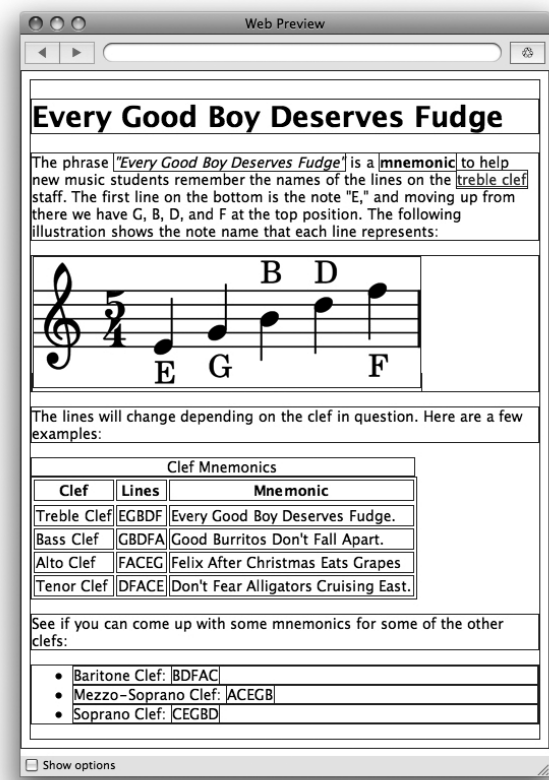 Web Preview
Every Good Boy Deserves Fudge
The phrase "Every Good Boy Deserves Fudge" is a mnemonic to help
new music students remember the names of the lines on the treble clef
staff. The first line on the bottom is the note "E," and moving up from
there we have G, B, D, and F at the top position. The following
illustration shows the note name that each line represents:
B D
5
4
E G F
The lines will change depending on the clef in question. Here are a few
examples:
Clef Mnemonics
Clef Lines Mnemonic
Treble Clef EGBDF Every Good Boy Deserves Fudge.
Bass Clef GBDFA Good Burritos Don't Fall Apart.
Alto Clef FACEG Felix After Christmas Eats Grapes
Tenor Clef DFACE Don't Fear Alligators Cruising East.
See if you can come up with some mnemonics for some of the other
clefs:
• Baritone Clef: BDFAC
• Mezzo-Soprano Clef: ACEGB
• Soprano Clef: CEGBD
Show options